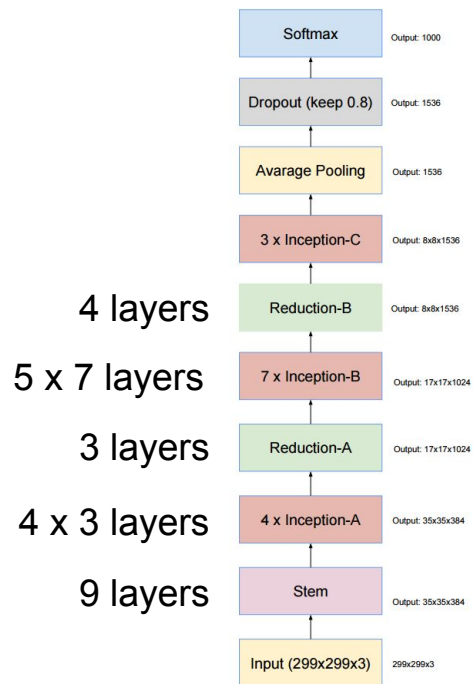 Softmax
Output: 1000
Dropout (keep 0.8)
Output: 1536
Avarage Pooling
Output: 1536
3 x Inception-C
Output: 8x8x1536
4 layers
Reduction-B
Output: 8x8x1536
5 x 7 layers
7 x Inception-B
Output: 17x17x1024
3 layers
Reduction-A
Output: 17x17x1024
4 x 3 layers
4 x Inception-A
Output: 35x35x384
9 layers
Stem
Output: 35x35x384
Input (299x299x3)
299x299x3